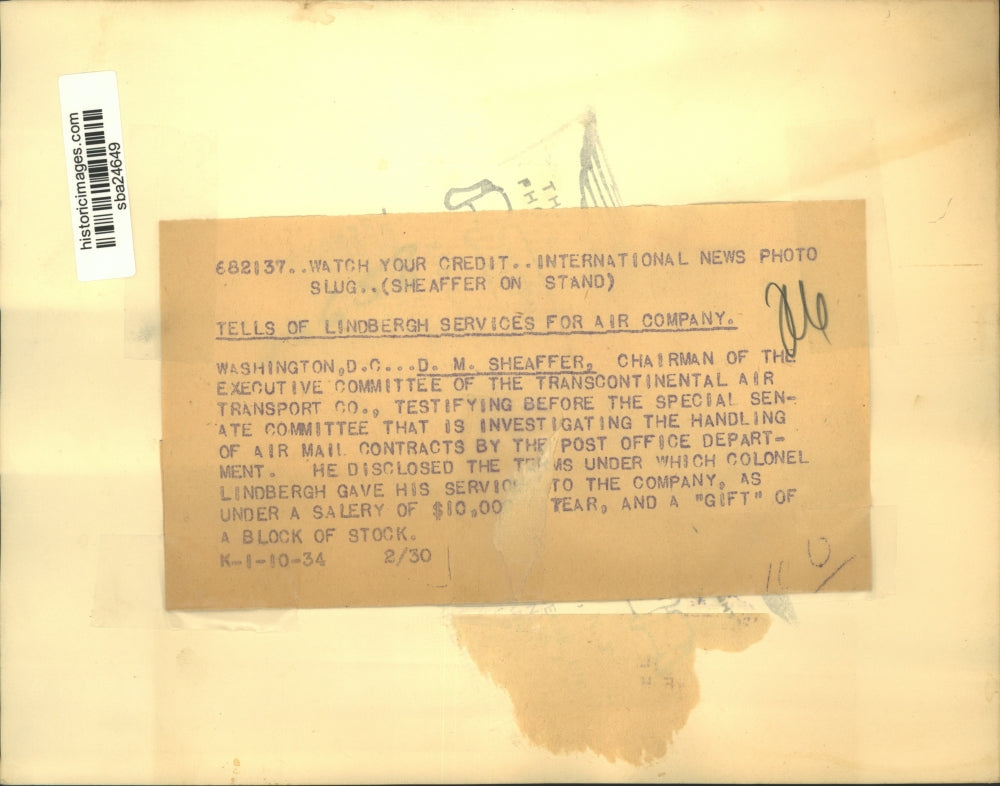 historicimages.com
sba24649
682137..WATCH YOUR CREDIT..INTERNATIONAL NEWS PHOTO
SLUG..(SHEAFFER ON STAND)
TELLS OF LINDBERGH SERVICES FOR AIR COMPANY.
WASHINGTON,D.C...D. M. SHEAFFER, CHAIRMAN OF THE
EXECUTIVE COMMITTEE OF THE TRANSCONTINENTAL AIR
TRANSPORT CO., TESTIFYING BEFORE THE SPECIAL SEN-
ATE COMMITTEE THAT IS INVESTIGATING THE HANDLING
OF AIR MAIL CONTRACTS BY THE POST OFFICE DEPART-
MENT. HE DISCLOSED THE TERMS UNDER WHICH COLONEL
LINDBERGH GAVE HIS SERVIC TO THE COMPANY, AS
UNDER A SALERY OF $10,00 YEAR, AND A "GIFT" OF
A BLOCK OF STOCK.
K-1-10-34 2/30